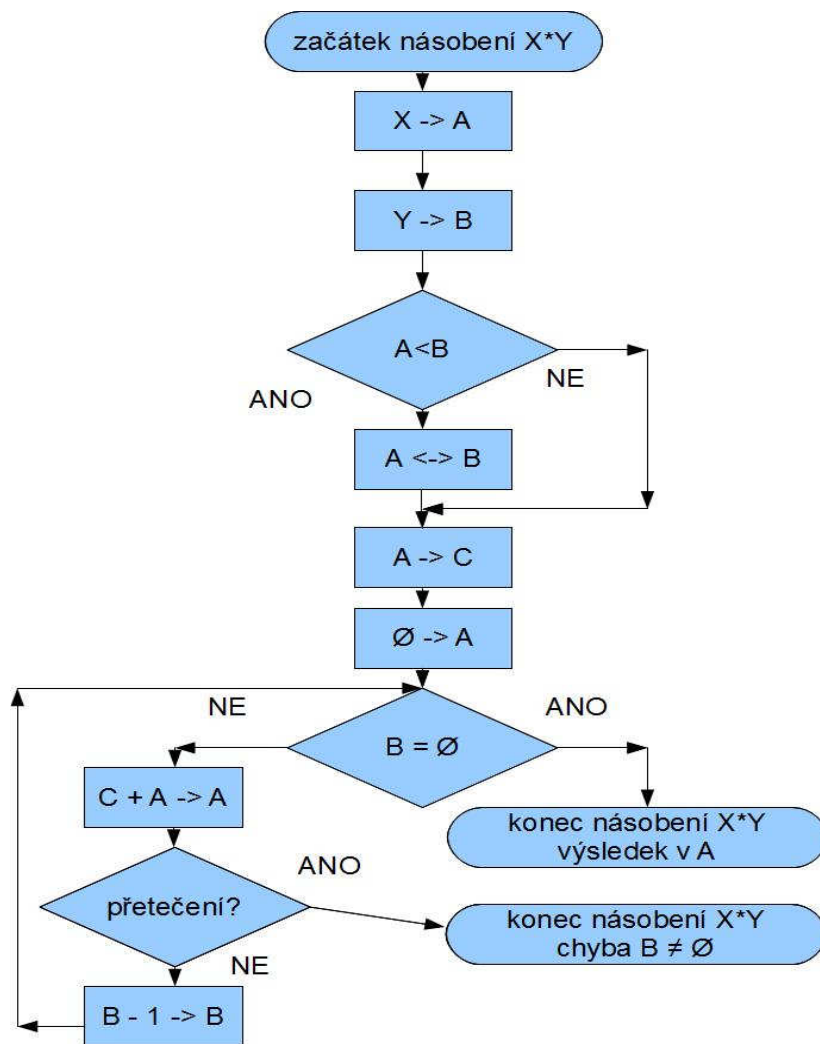 začátek násobení X*Y
X -> A
Y -> B
A<B
NE
ANO
A <-> B
A -> C
Ø -> A
NE
ANO
B = Ø
C + A -> A
konec násobení X*Y
výsledek v A
ANO
přetečení?
konec násobení X*Y
chyba B ≠ Ø
NE
B - 1 -> B